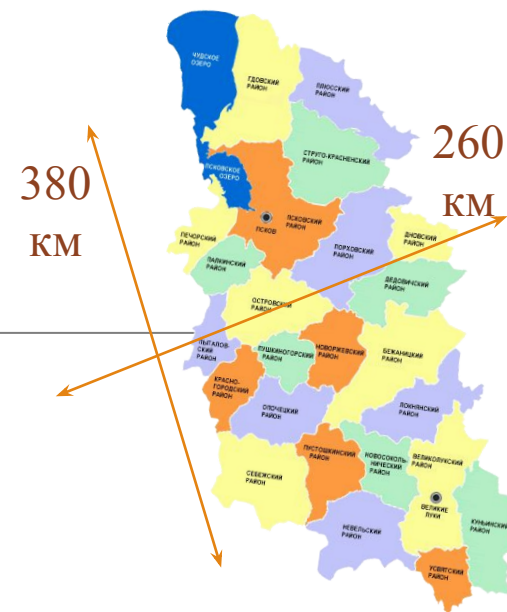 ЧУДСКОЕ
ОЗЕРО
ГДОВСКИЙ
РАЙОН
ПЛЮССКИЙ
РАЙОН
СТРУГО-КРАСНЕНСКИЙ
РАЙОН
260
км
380
км
ПСКОВСКОЕ
ОЗЕРО
ПСКОВ
ПСКОВСКИЙ
РАЙОН
ПЕЧОРСКИЙ
РАЙОН
ПОРХОВСКИЙ
РАЙОН
ДНОВСКИЙ
РАЙОН
ПАЛКИНСКИЙ
РАЙОН
ДЕДОВИЧСКИЙ
РАЙОН
ОСТРОВСКИЙ
РАЙОН
ПЫТАЛОВ-
СКИЙ
РАЙОН
ПУШКИНОГОРСКИЙ
РАЙОН
НОВОРЖЕВСКИЙ
РАЙОН
БЕЖАНИЦКИЙ
РАЙОН
КРАСНО-
ГОРОДСКИЙ
РАЙОН
ОПОЧЕЦКИЙ
РАЙОН
ЛОКНЯНСКИЙ
РАЙОН
ПУСТОШКИНСКИЙ
РАЙОН
НОВОСОКОЛЬ-
НИЧЕСКИЙ
РАЙОН
ВЕЛИКОЛУКСКИЙ
РАЙОН
СЕБЕЖСКИЙ
РАЙОН
ВЕЛИКИЕ
ЛУКИ
КУНЬИНСКИЙ
РАЙОН
НЕВЕЛЬСКИЙ
РАЙОН
УСВЯТСКИЙ
РАЙОН